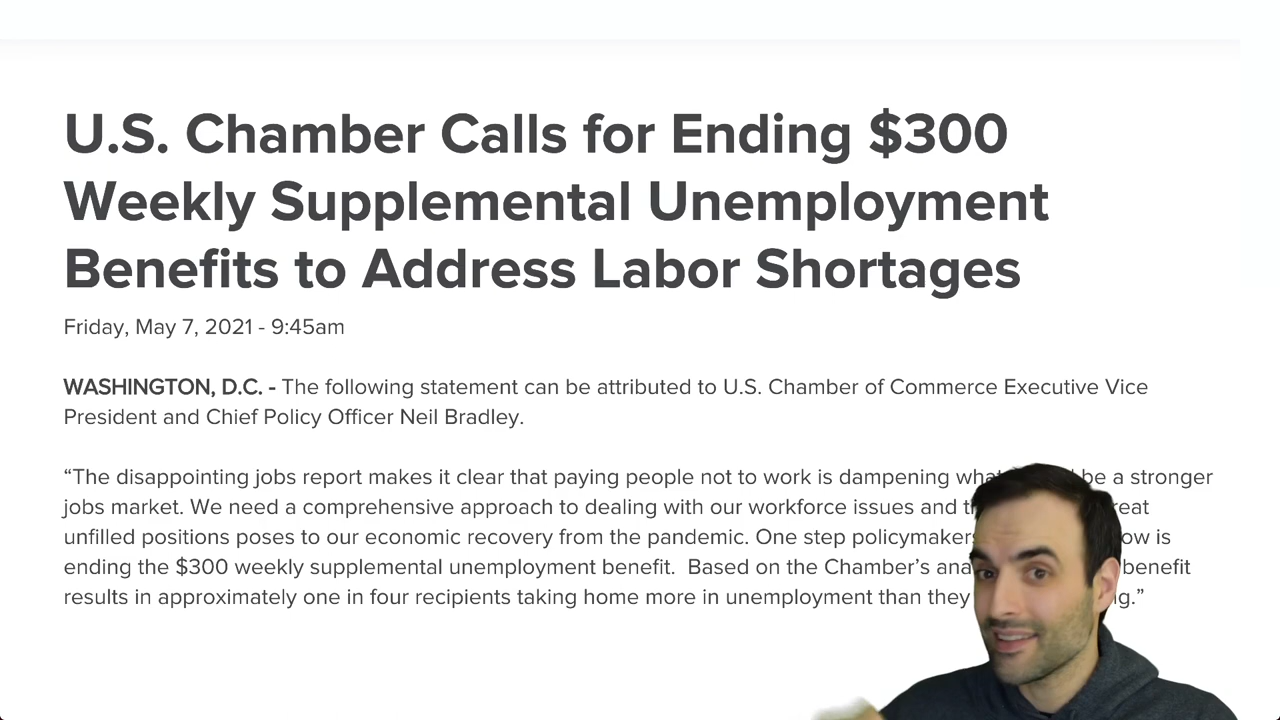 U.S. Chamber Calls for Ending $300
Weekly Supplemental Unemployment
Benefits to Address Labor Shortages
Friday, May 7, 2021 - 9:45am
WASHINGTON, D.C. - The following statement can be attributed to U.S. Chamber of Commerce Executive Vice
President and Chief Policy Officer Neil Bradley.
“The disappointing jobs report makes it clear that paying people not to work is dampening be a stronger
jobs market. We need a comprehensive approach to dealing with our workforce issues and
unfilled positions poses to our economic recovery from the pandemic. One step policymakers is
ending the $300 weekly supplemental unemployment benefit. Based on the Chamber’s benefit
results in approximately one in four recipients taking home more in unemployment than they